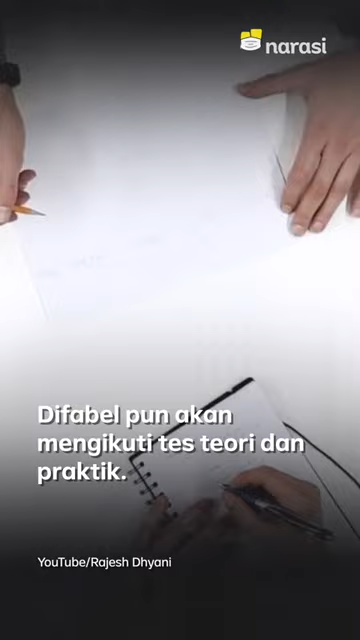 narasi
Difabel pun akan
mengikuti tes teori dan
praktik.
YouTube/Rajesh Dhyani